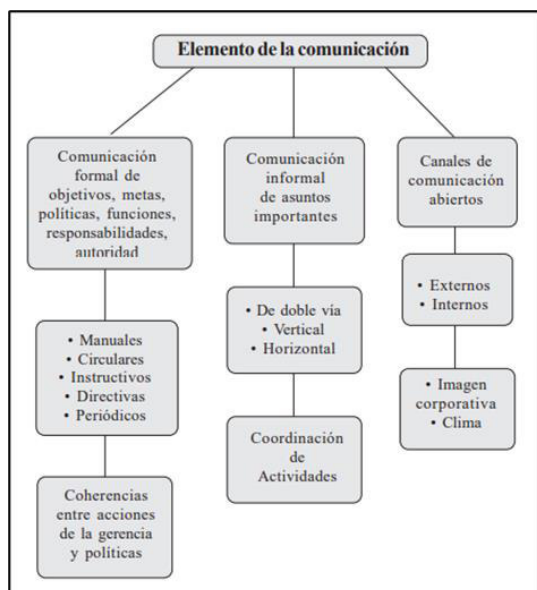 Elemento de la comunicación
Comunicación
formal de
objetivos, metas,
políticas, funciones,
responsabilidades,
autoridad
• Manuales
• Circulares
• Instructivos
• Directivas
• Periódicos
Coherencias
entre acciones
de la gerencia
y políticas
Comunicación
informal
de asuntos
importantes
• De doble vía
• Vertical
• Horizontal
Coordinación
de
Actividades
Canales de
comunicación
abiertos
• Externos
• Internos
• Imagen
corporativa
• Clima